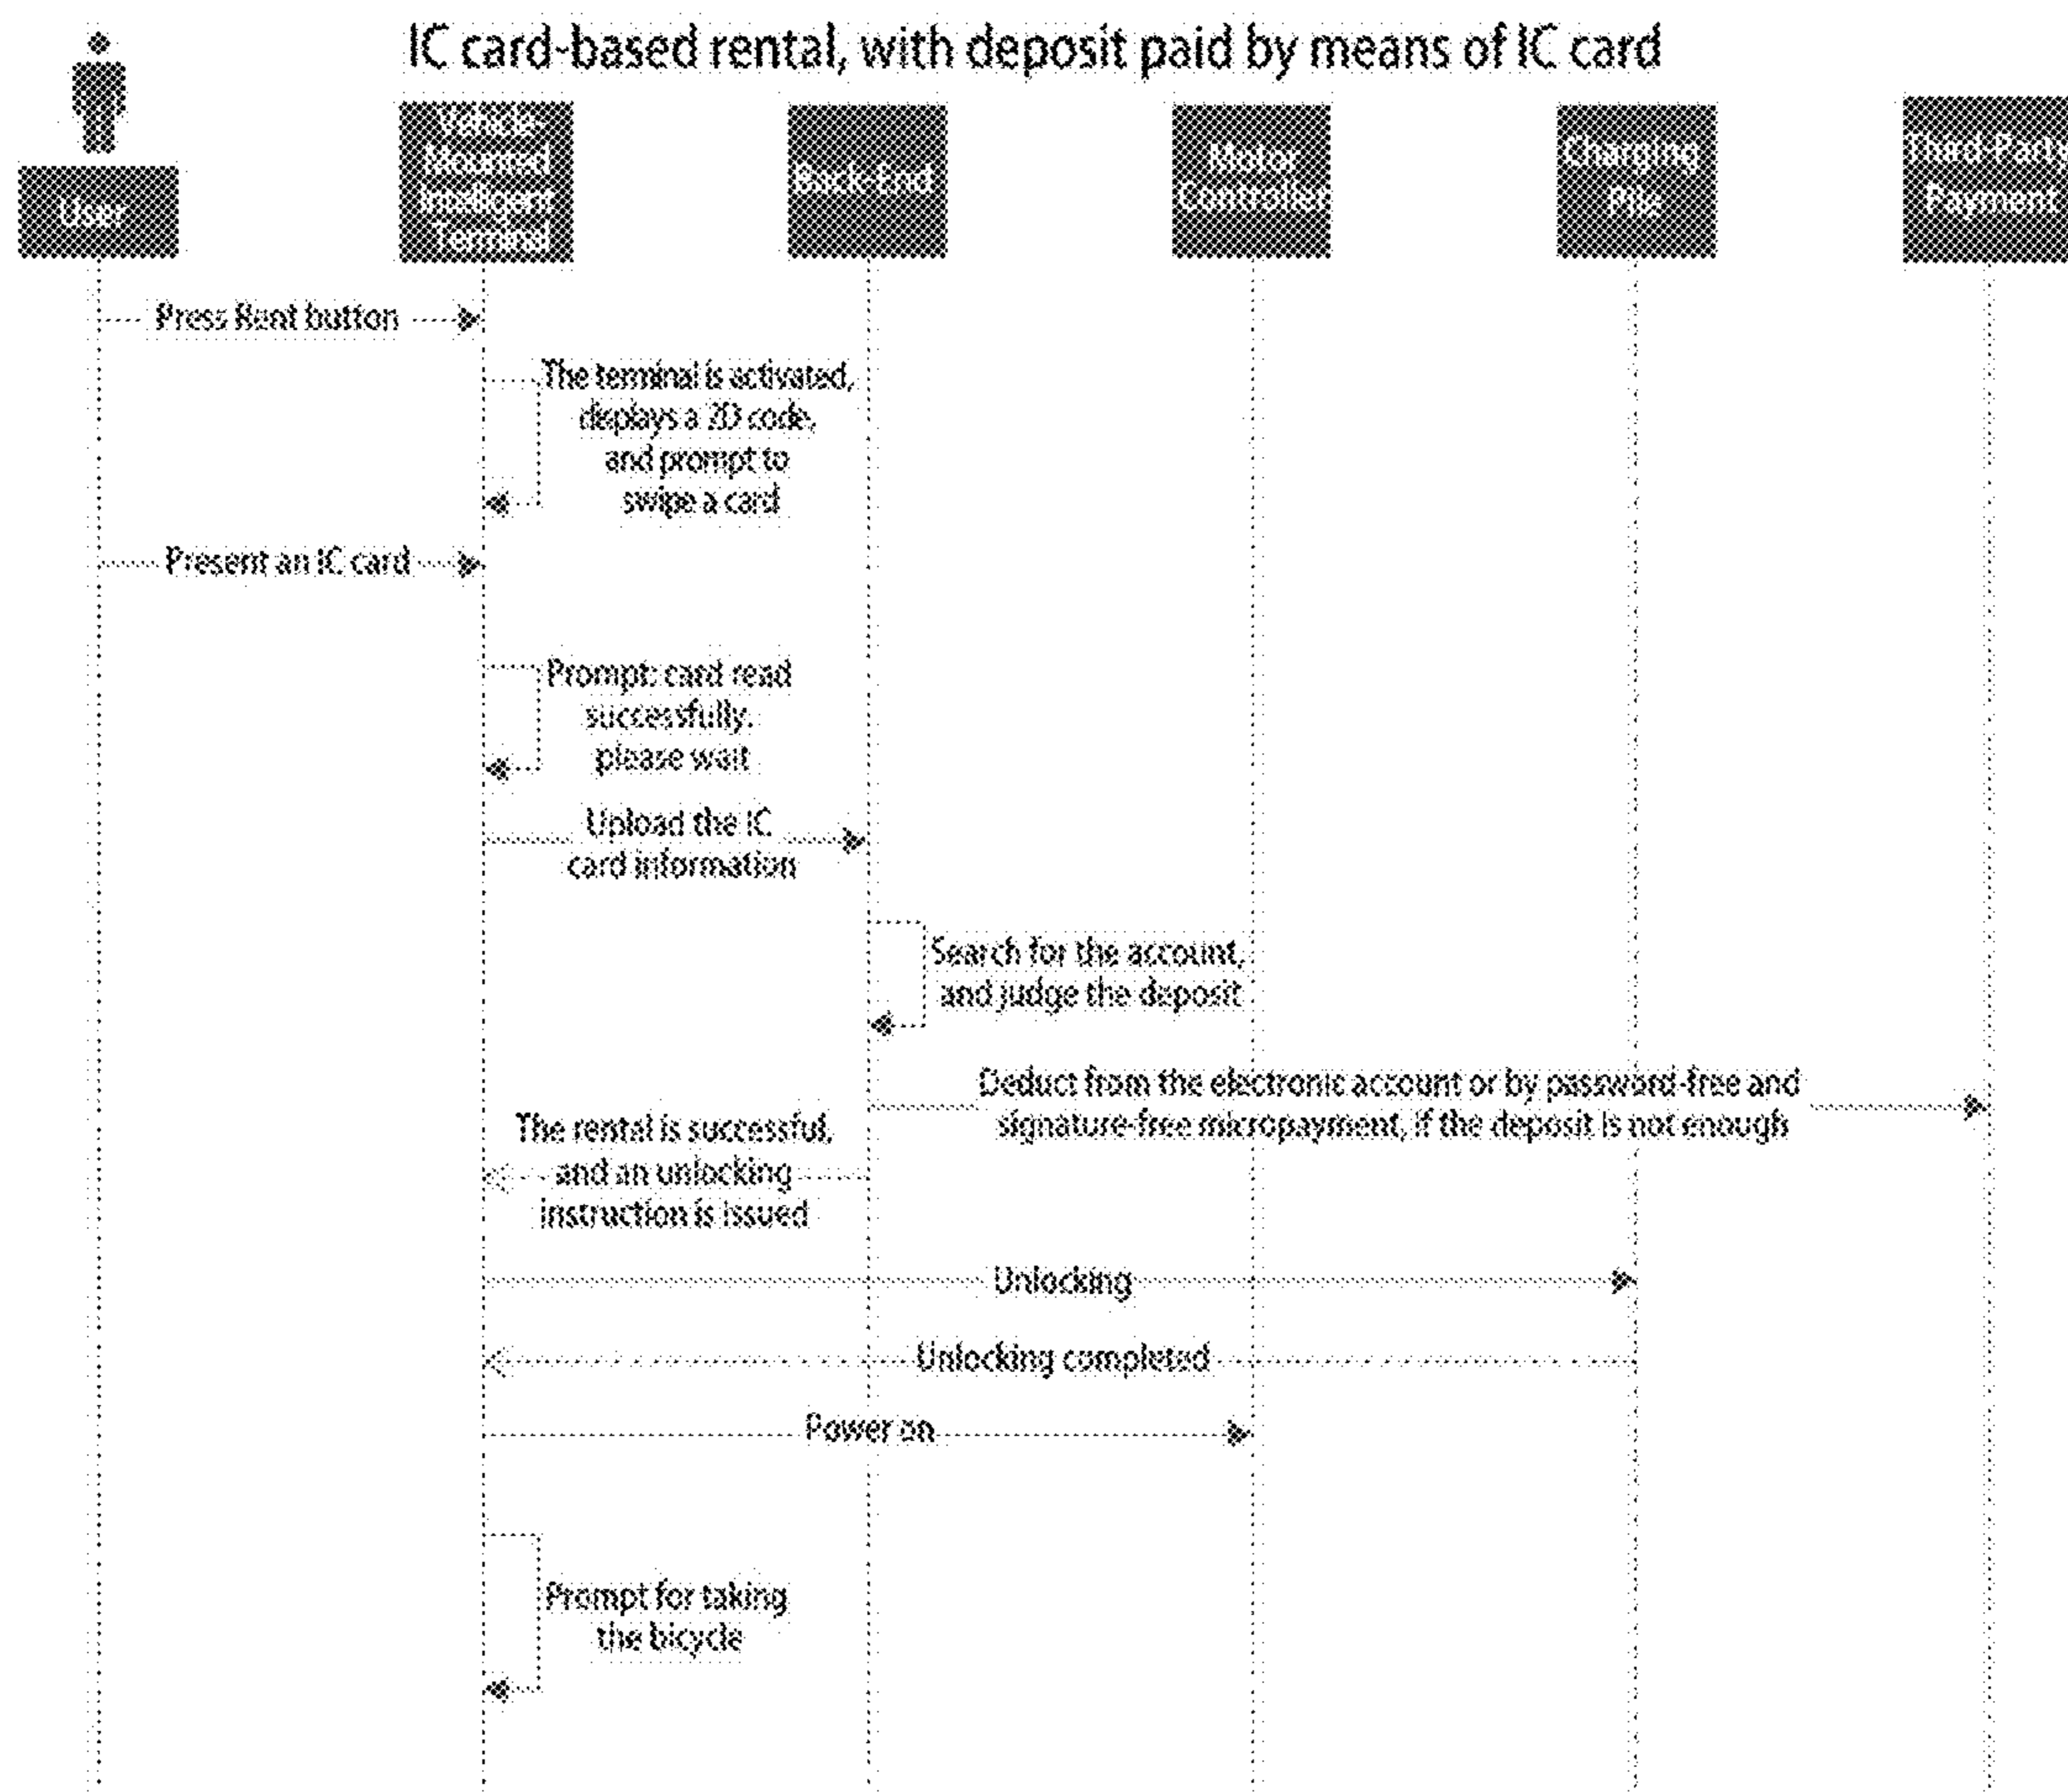 IC card-based rental, with deposit paid by means of IC card
User
Vehicle-
Mounted
Intelligent
Terminal
Back-End
Motor
Controller
Charging
Pile
Third-Party
Payment
Press Rent button
The terminal is activated,
displays a 2D code,
and prompt to
swipe a card
Present an IC card
Prompt: card read
successfully.
please wait
Upload the IC
card information
Search for the account,
and judge the deposit
Deduct from the electronic account or by password-free and
signature-free micropayment, if the deposit is not enough
The rental is successful,
and an unlocking
instruction is issued
Unlocking
Unlocking completed
Power on
Prompt for taking
the bicycle